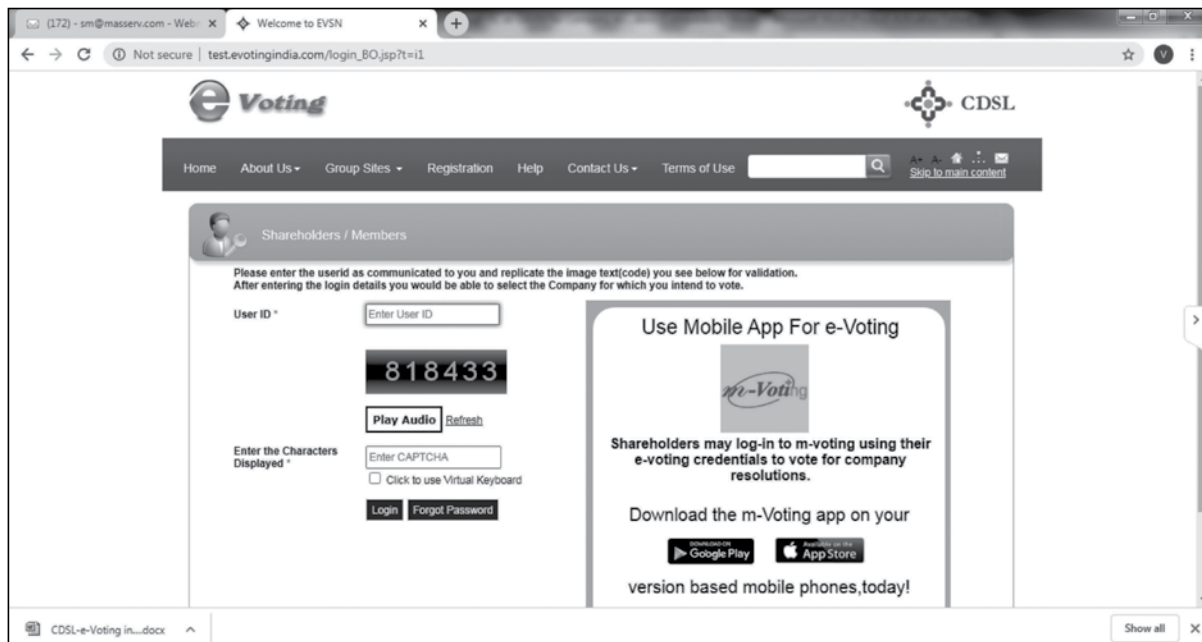 (172) - sm@masserv.com - Webm
Welcome to EVSN
Not secure | test.evotingindia.com/login_BO.jsp?t=i1
V
e Voting
CDSL
Home About Us Group Sites Registration Help Contact Us Terms of Use
A+ A-
Skip to main content
Shareholders / Members
Please enter the userid as communicated to you and replicate the image text(code) you see below for validation.
After entering the login details you would be able to select the Company for which you intend to vote.
User ID *
Enter User ID
818433
Play Audio Refresh
Enter the Characters
Displayed *
Enter CAPTCHA
Click to use Virtual Keyboard
Login Forgot Password
Use Mobile App For e-Voting
m-Voting
Shareholders may log-in to m-voting using their
e-voting credentials to vote for company
resolutions.
Download the m-Voting app on your
DOWNLOAD ON
Google Play
Available on the
App Store
version based mobile phones,today!
CDSL-e-Voting in....docx
Show all